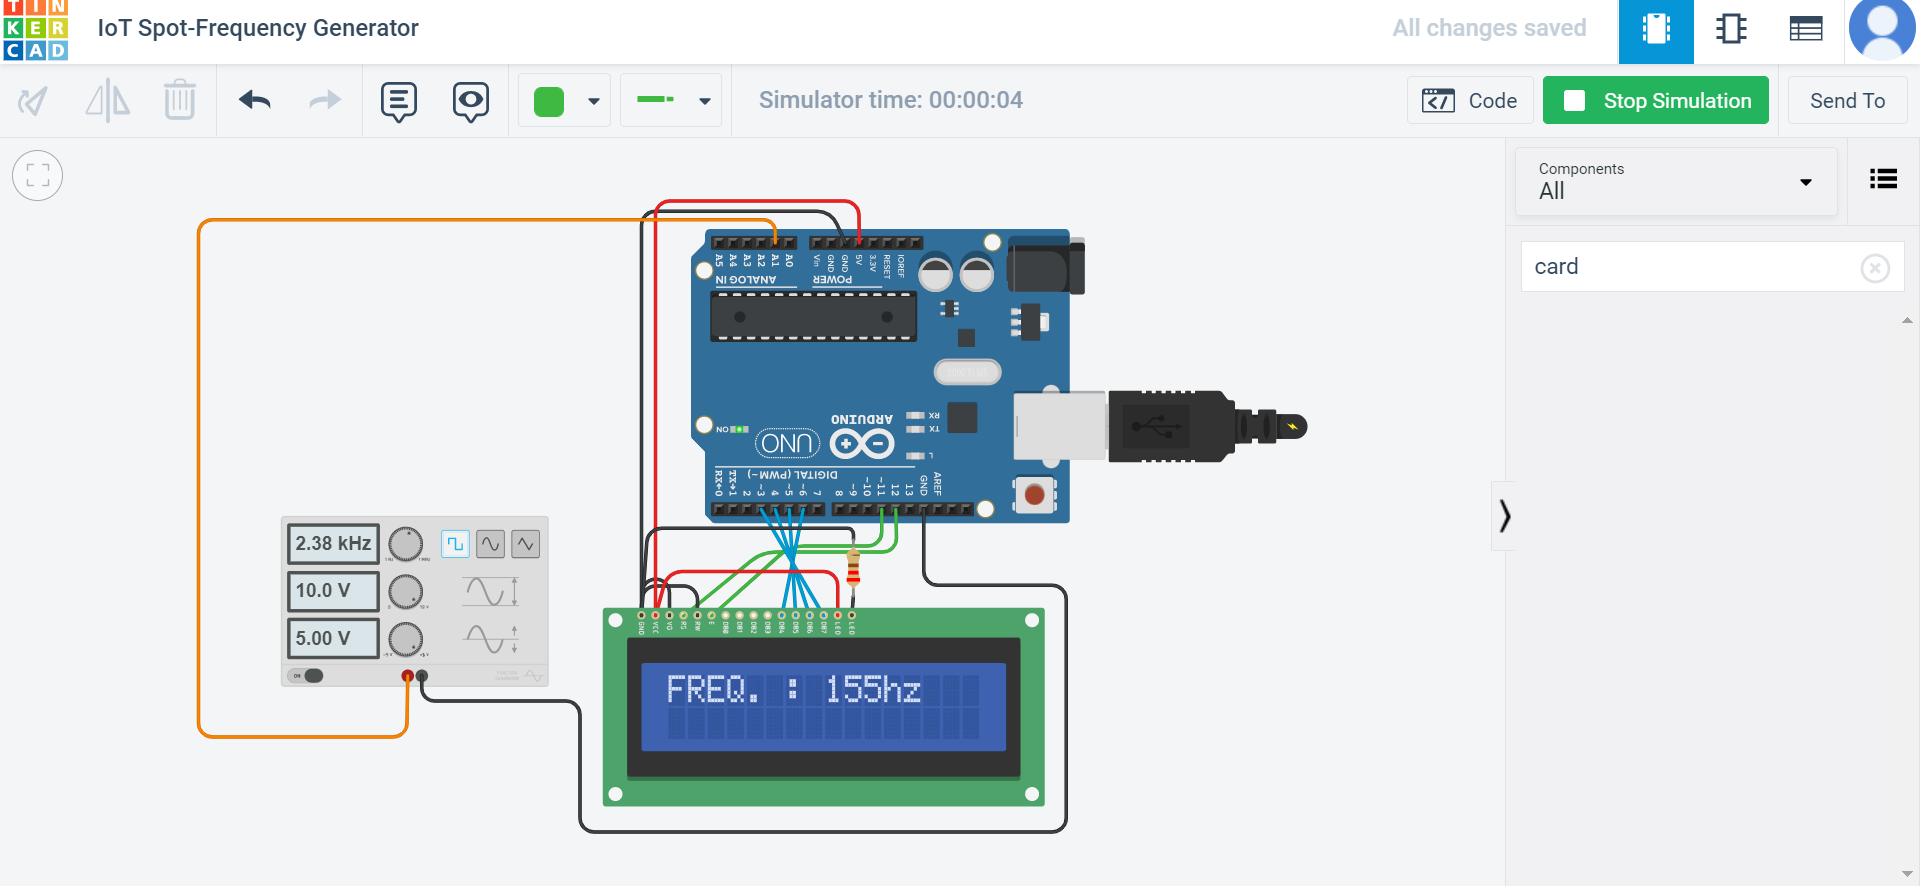 TIN
KER
CAD
IoT Spot-Frequency Generator
All changes saved
Simulator time: 00:00:04
Code
Stop Simulation
Send To
Components
All
card
A5 A4 A3 A2 A1 A0
Vin GND GND 5V 3.3V RESET IOREF
ANALOG IN
POWER
RX
TX
ON
L
ARDUINO
UNO
DIGITAL (PWM~)
RX←0 TX→1 2 ~3 4 ~5 ~6 7 8 ~9 ~10 ~11 12 13 GND AREF
2.38 kHz
10.0 V
5.00 V
ON
GND VCC V0 RS RW E DB0 DB1 DB2 DB3 DB4 DB5 DB6 DB7 LED LED
FREQ. : 155hz